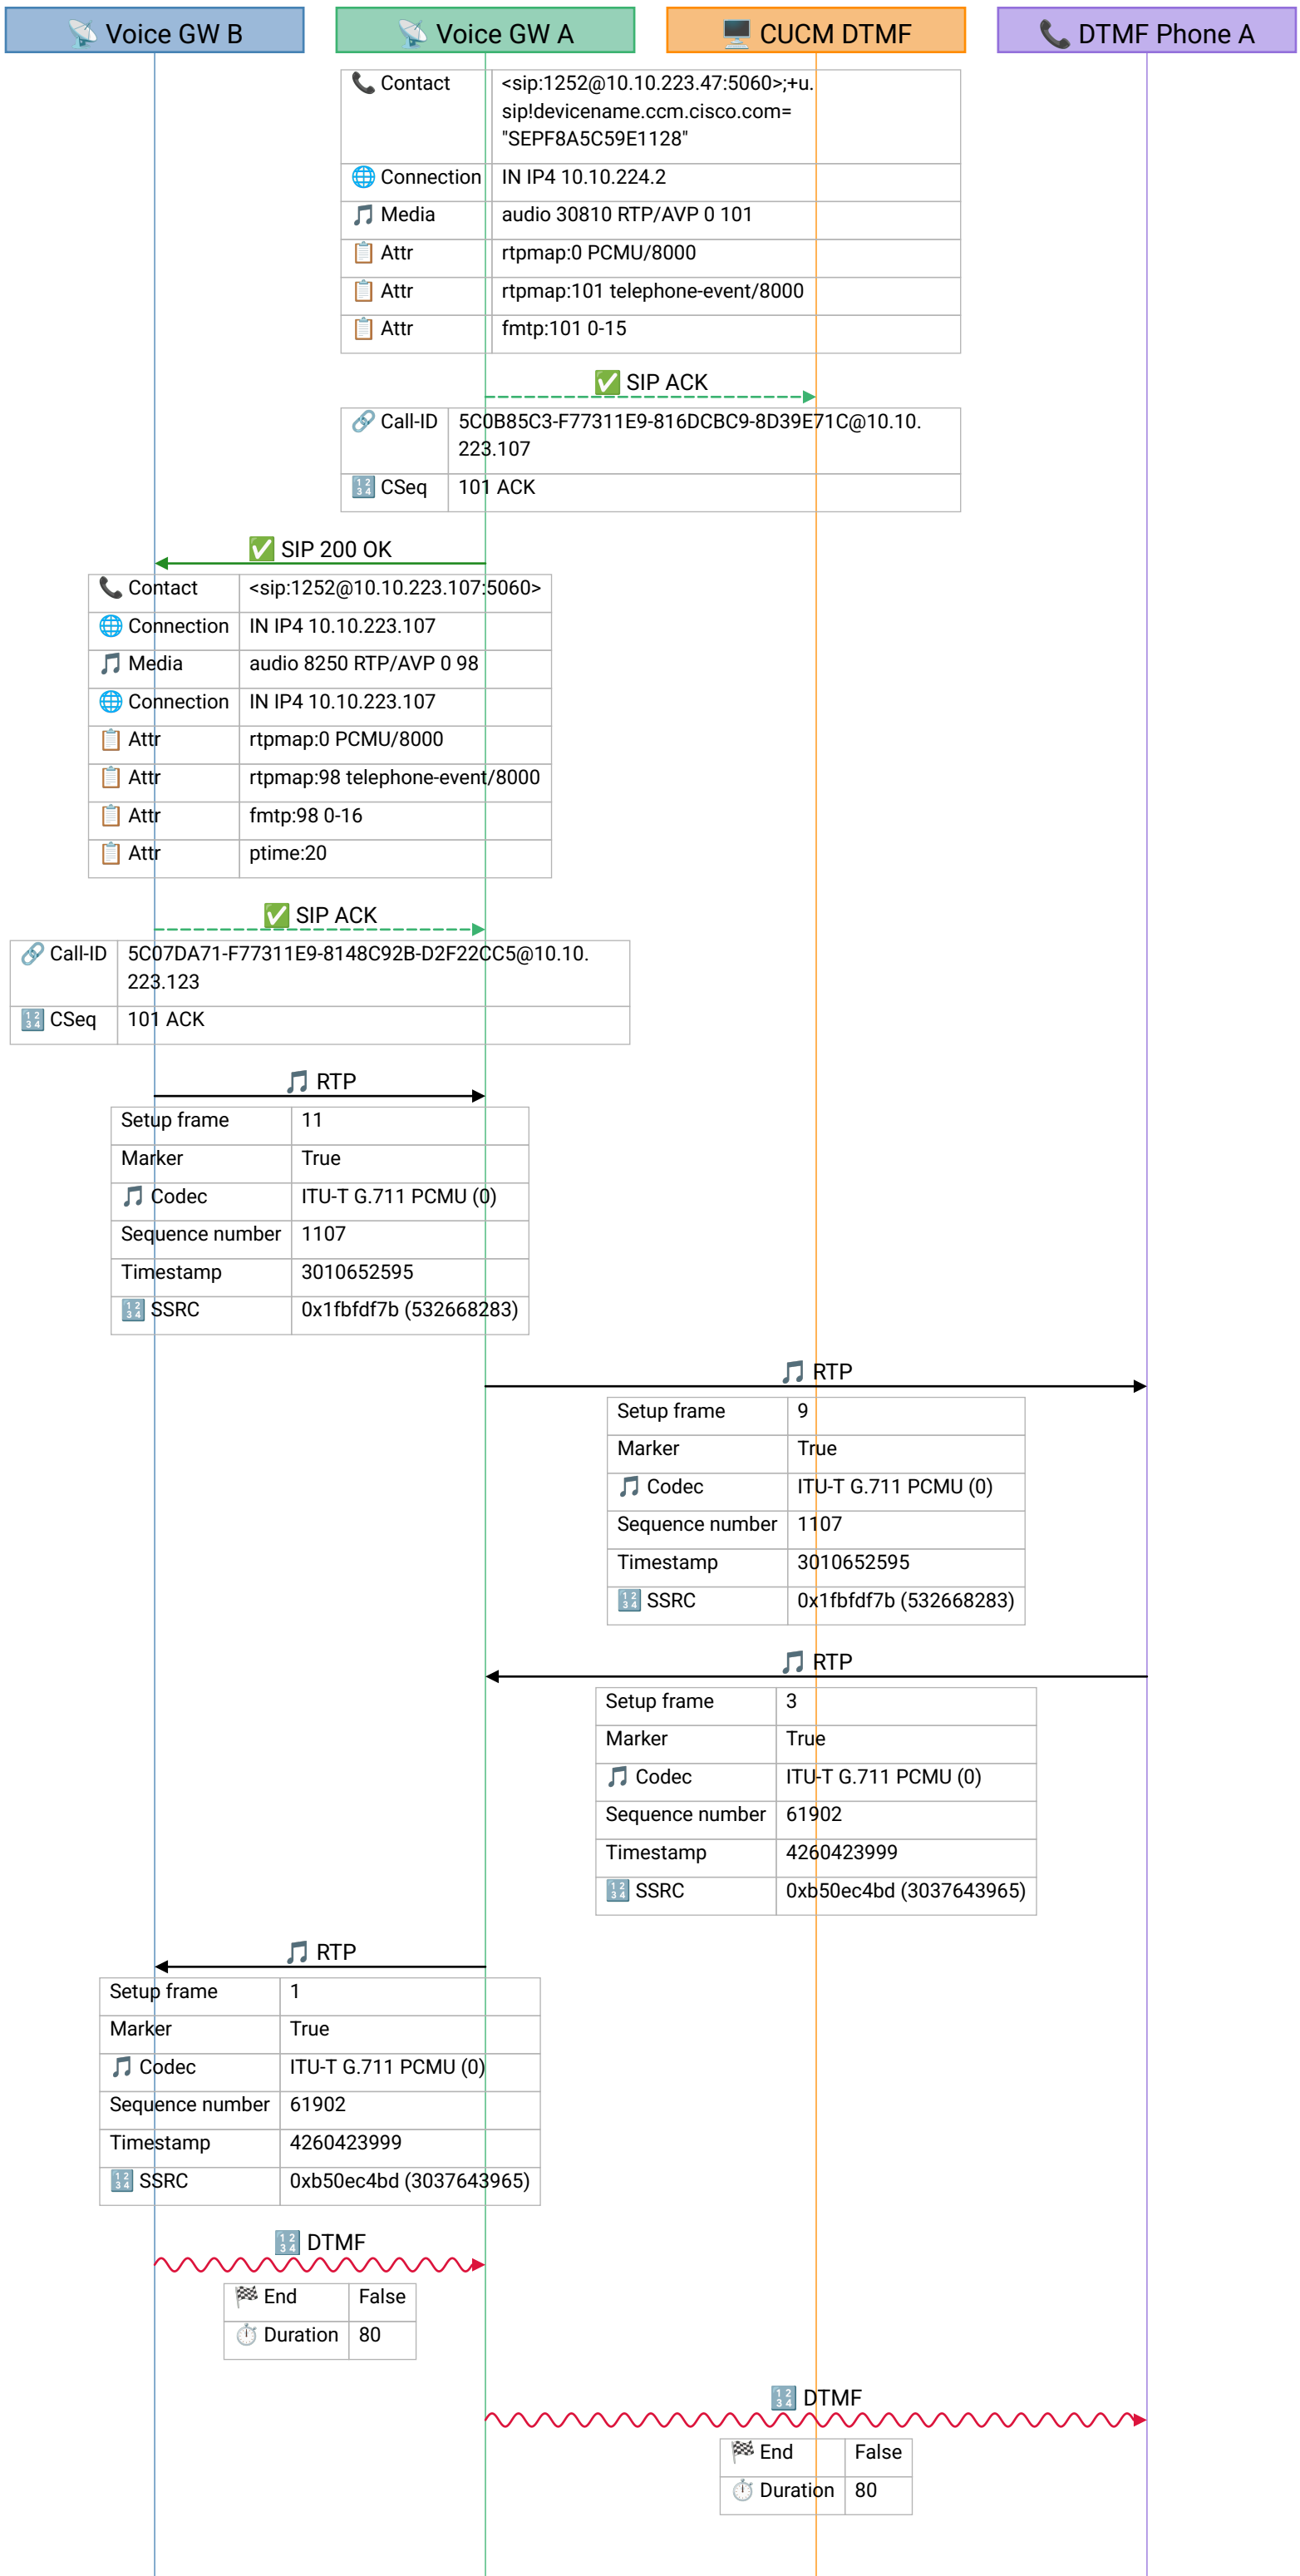 📡 Voice GW B
📡 Voice GW A
🖥️ CUCM DTMF
📞 DTMF Phone A
📞 Contact <sip:1252@10.10.223.47:5060>;+u.
sip!devicename.ccm.cisco.com=
"SEPF8A5C59E1128"
🌐 Connection IN IP4 10.10.224.2
🎵 Media audio 30810 RTP/AVP 0 101
📋 Attr rtpmap:0 PCMU/8000
📋 Attr rtpmap:101 telephone-event/8000
📋 Attr fmtp:101 0-15
✅ SIP ACK
🔗 Call-ID 5C0B85C3-F77311E9-816DCBC9-8D39E71C@10.10.
223.107
🔢 CSeq 101 ACK
✅ SIP 200 OK
📞 Contact <sip:1252@10.10.223.107:5060>
🌐 Connection IN IP4 10.10.223.107
🎵 Media audio 8250 RTP/AVP 0 98
🌐 Connection IN IP4 10.10.223.107
📋 Attr rtpmap:0 PCMU/8000
📋 Attr rtpmap:98 telephone-event/8000
📋 Attr fmtp:98 0-16
📋 Attr ptime:20
✅ SIP ACK
🔗 Call-ID 5C07DA71-F77311E9-8148C92B-D2F22CC5@10.10.
223.123
🔢 CSeq 101 ACK
🎵 RTP
Setup frame 11
Marker True
🎵 Codec ITU-T G.711 PCMU (0)
Sequence number 1107
Timestamp 3010652595
🔢 SSRC 0x1fbfdf7b (532668283)
🎵 RTP
Setup frame 9
Marker True
🎵 Codec ITU-T G.711 PCMU (0)
Sequence number 1107
Timestamp 3010652595
🔢 SSRC 0x1fbfdf7b (532668283)
🎵 RTP
Setup frame 3
Marker True
🎵 Codec ITU-T G.711 PCMU (0)
Sequence number 61902
Timestamp 4260423999
🔢 SSRC 0xb50ec4bd (3037643965)
🎵 RTP
Setup frame 1
Marker True
🎵 Codec ITU-T G.711 PCMU (0)
Sequence number 61902
Timestamp 4260423999
🔢 SSRC 0xb50ec4bd (3037643965)
🔢 DTMF
🏁 End False
⏱️ Duration 80
🔢 DTMF
🏁 End False
⏱️ Duration 80